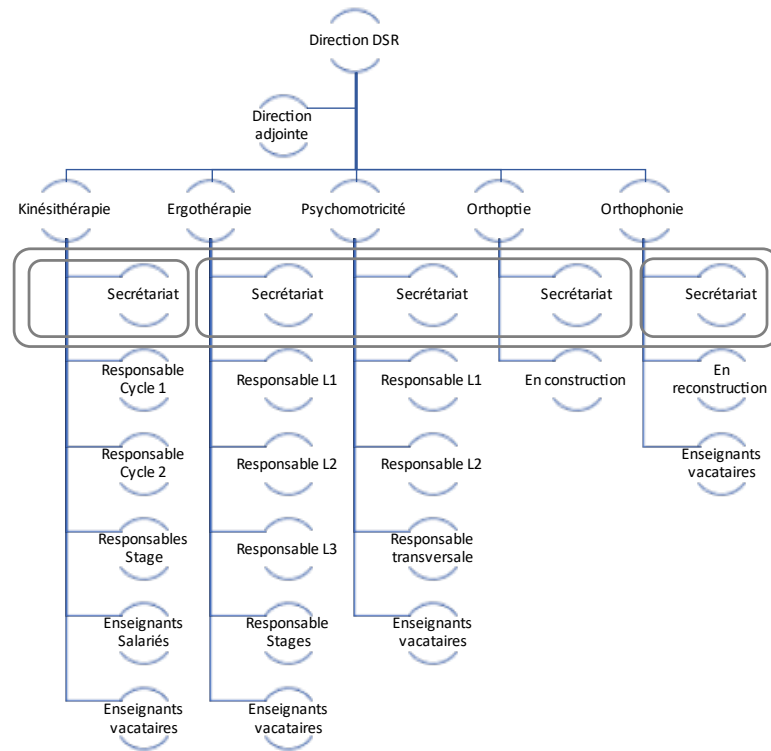 Direction DSR
Direction
adjointe
Kinésithérapie
Ergothérapie
Psychomotricité
Orthoptie
Orthophonie
Secrétariat
Secrétariat
Secrétariat
Secrétariat
Secrétariat
Responsable
Cycle 1
Responsable L1
Responsable L1
En construction
En
reconstruction
Responsable
Cycle 2
Responsable L2
Responsable L2
Enseignants
vacataires
Responsables
Stage
Responsable L3
Responsable
transversale
Enseignants
Salariés
Responsable
Stages
Enseignants
vacataires
Enseignants
vacataires
Enseignants
vacataires